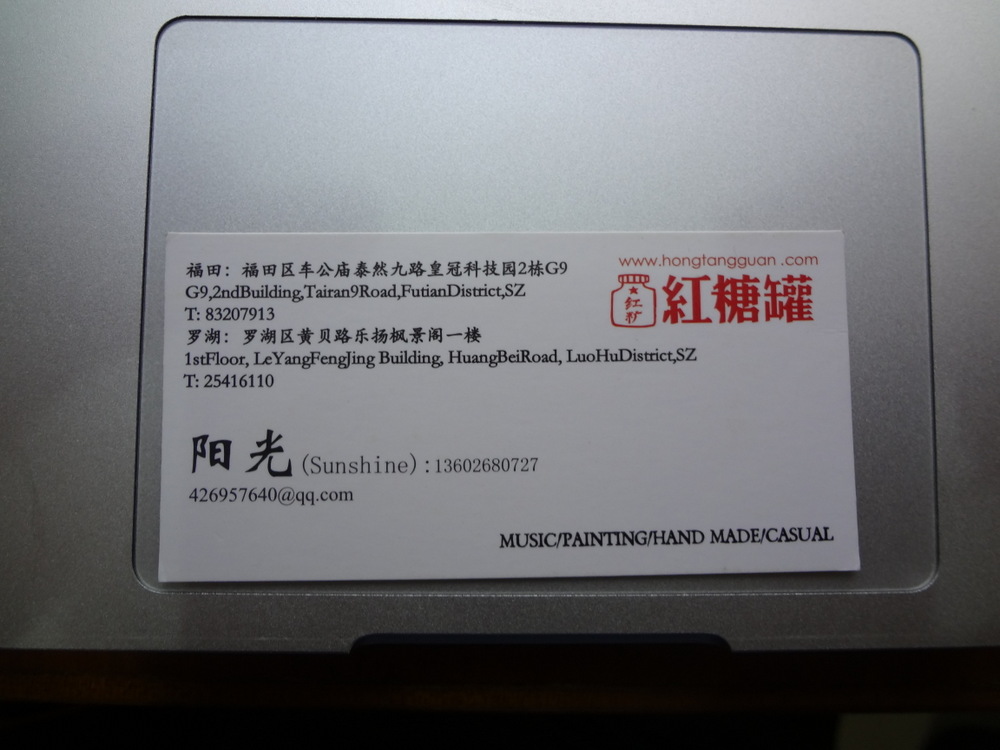 www.hongtangguan.com
紅糖罐
福田：福田区车公庙泰然九路皇冠科技园2栋G9
G9,2ndBuilding,Tairan9Road,FutianDistrict,SZ
T: 83207913
罗湖：罗湖区黄贝路乐扬枫景阁一楼
1stFloor, LeYangFengJing Building, HuangBeiRoad, LuoHuDistrict,SZ
T: 25416110
阳光(Sunshine):13602680727
426957640@qq.com
MUSIC/PAINTING/HAND MADE/CASUAL